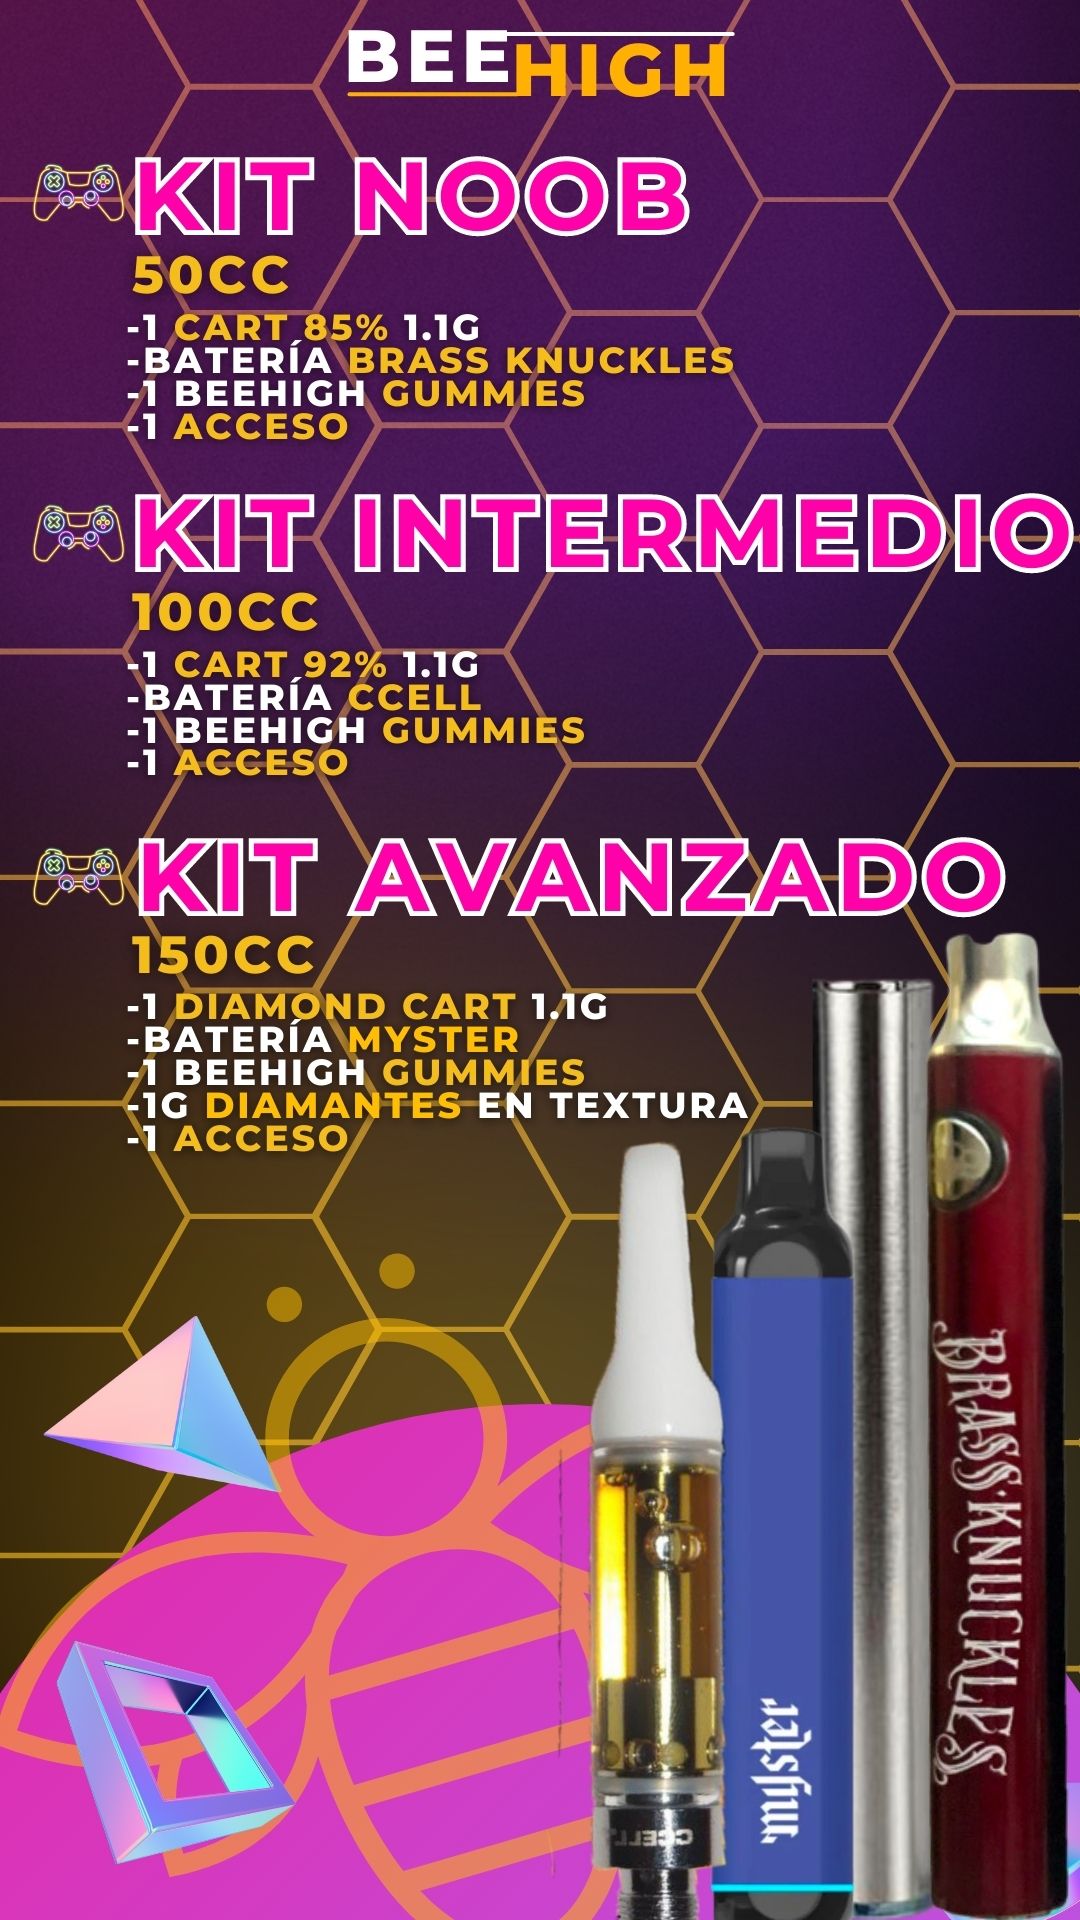 BEEHIGH
KIT NOOB
50CC
-1 CART 85% 1.1G
-BATERÍA BRASS KNUCKLES
-1 BEEHIGH GUMMIES
-1 ACCESO
KIT INTERMEDIO
100CC
-1 CART 92% 1.1G
-BATERÍA CCELL
-1 BEEHIGH GUMMIES
-1 ACCESO
KIT AVANZADO
150CC
-1 DIAMOND CART 1.1G
-BATERÍA MYSTER
-1 BEEHIGH GUMMIES
-1G DIAMANTES EN TEXTURA
-1 ACCESO
BRASS·KNUCKLES
myster
CCELL